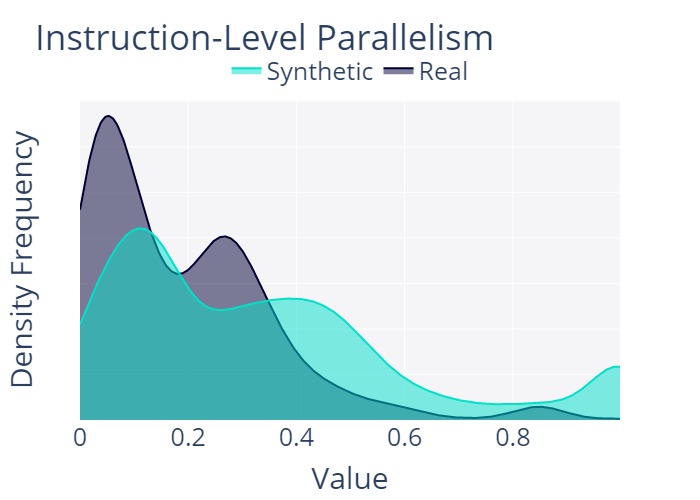 Instruction-Level Parallelism
Synthetic Real
Density Frequency
0 0.2 0.4 0.6 0.8
Value